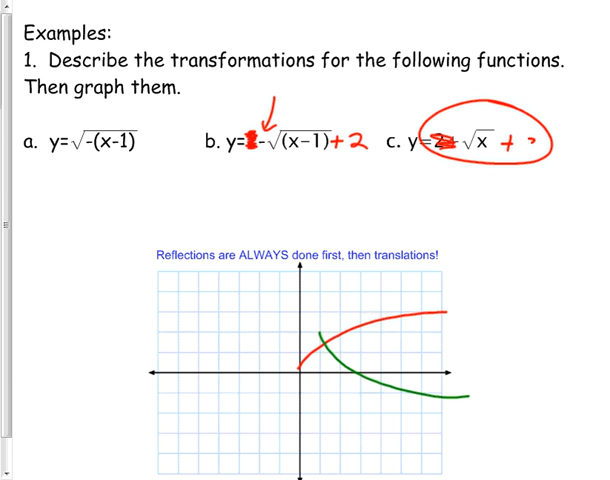 Examples:
1. Describe the transformations for the following functions.
Then graph them.
a. y=√-(x-1) b. y= -√(x-1) + 2 c. y= √x +
Reflections are ALWAYS done first, then translations!